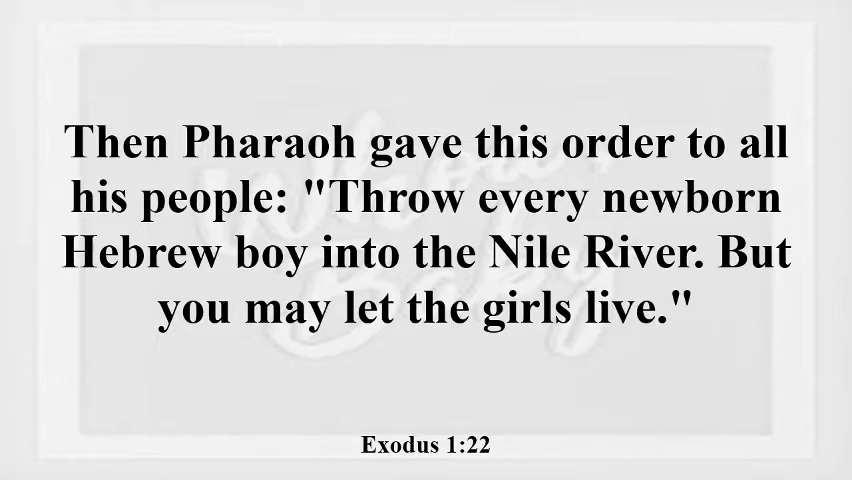 Then Pharaoh gave this order to all
his people: "Throw every newborn
Hebrew boy into the Nile River. But
you may let the girls live."
Exodus 1:22